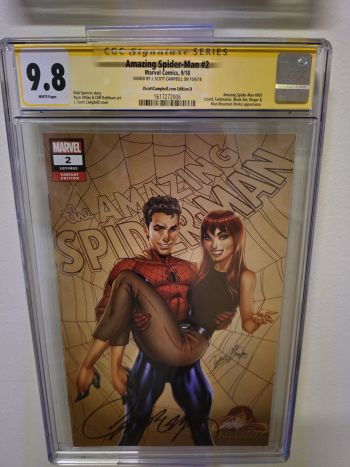 CGC Signature SERIES
Amazing Spider-Man #2
Marvel Comics, 9/18
SIGNED BY J. SCOTT CAMPBELL ON 10/6/18
JScottCampbell.com Edition D
9.8
WHITE Pages
Nick Spencer story
Ryan Ottley & Cliff Rathburn art
J. Scott Campbell cover
1617272006
Amazing Spider-Man #803
Lizard, Taskmaster, Black Ant, Ringer &
Man Mountain Marko appearance
MARVEL
2
LGY#803
VARIANT
EDITION
the AMAZING
SPIDER-MAN